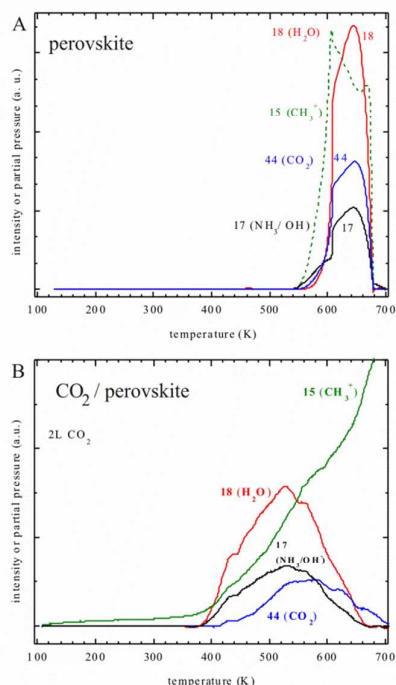 A
perovskite
18 (H2O)
18
15 (CH3+)
44 (CO2)
44
17 (NH3/ OH)
17
intensity or partial pressure (a. u.)
100 200 300 400 500 600 700
temperature (K)
B
CO2 / perovskite
15 (CH3+)
2L CO2
18 (H2O)
17
(NH3/OH)
44 (CO2)
intensity or partial pressure (a.u.)
100 200 300 400 500 600 700
temperature (K)